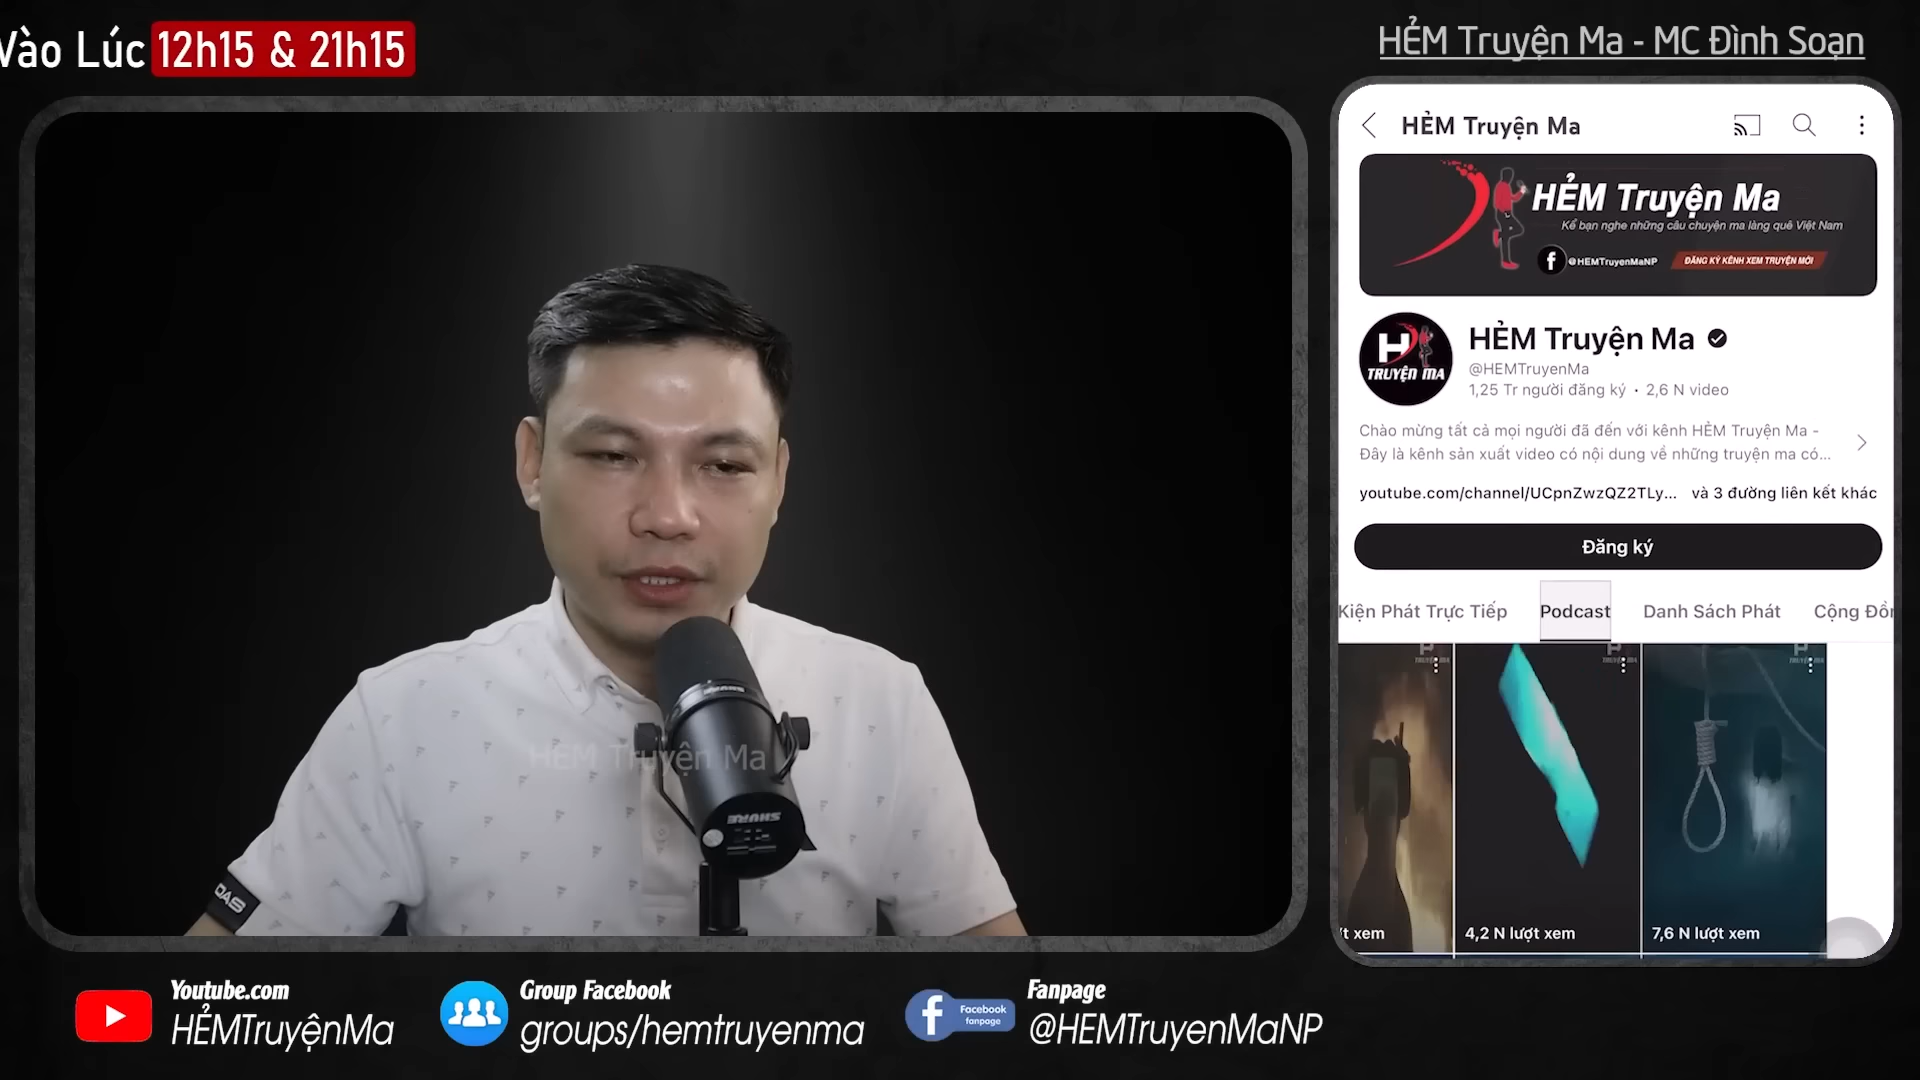 Vào Lúc 12h15 & 21h15
HẺM Truyện Ma - MC Đình Soạn
HẺM Truyện Ma
HẺM Truyện Ma
Kể bạn nghe những câu chuyện ma làng quê Việt Nam
@HEMTruyenMaNP
ĐĂNG KÝ KÊNH XEM TRUYỆN MỚI
H
TRUYỆN MA
HẺM Truyện Ma
@HEMTruyenMa
1,25 Tr người đăng ký • 2,6 N video
Chào mừng tất cả mọi người đã đến với kênh HẺM Truyện Ma -
Đây là kênh sản xuất video có nội dung về những truyện ma có...
youtube.com/channel/UCpnZwzQZ2TLy... và 3 đường liên kết khác
Đăng ký
Kiện Phát Trực Tiếp Podcast Danh Sách Phát Cộng Đồn
t xem
4,2 N lượt xem
7,6 N lượt xem
HẺM Truyện Ma
SHURE
DAS
Youtube.com
HẺMTruyệnMa
Group Facebook
groups/hemtruyenma
Facebook
fanpage
Fanpage
@HEMTruyenMaNP